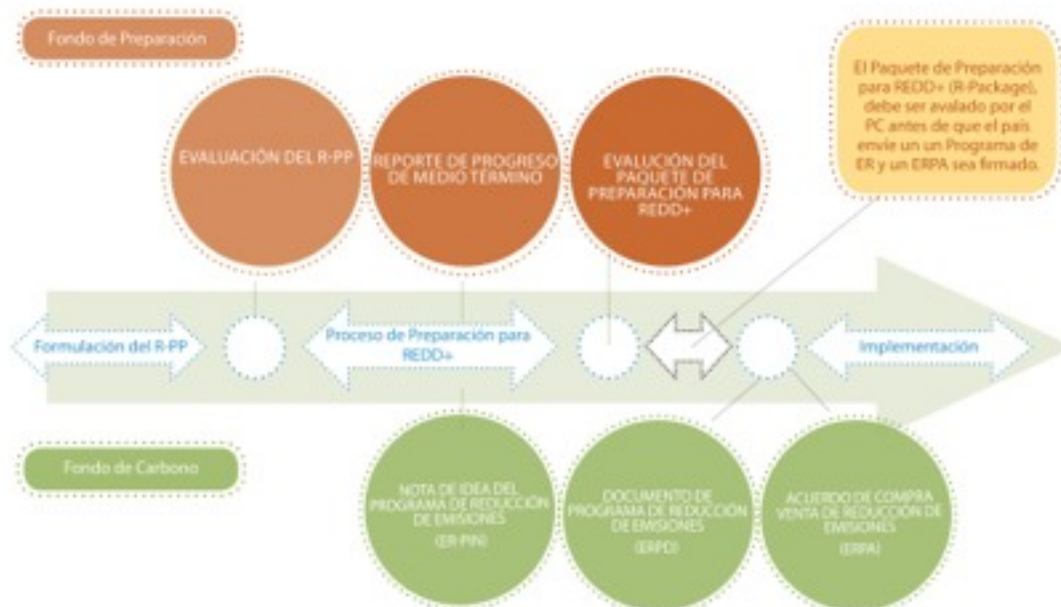 Fondo de Preparación
El Paquete de Preparación
para REDD+ (R-Package),
debe ser avalado por el
PC antes de que el país
envíe un un Programa de
ER y un ERPA sea firmado.
EVALUACIÓN DEL R-PP
REPORTE DE PROGRESO
DE MEDIO TÉRMINO
EVALUCIÓN DEL
PAQUETE DE
PREPARACIÓN PARA
REDD+
Formulación del R-PP
Proceso de Preparación para
REDD+
Implementación
Fondo de Carbono
NOTA DE IDEA DEL
PROGRAMA DE REDUCCIÓN
DE EMISIONES
(ER-PIN)
DOCUMENTO DE
PROGRAMA DE REDUCCIÓN
DE EMISIONES
(ERPD)
ACUERDO DE COMPRA
VENTA DE REDUCCIÓN DE
EMISIONES
(ERPA)